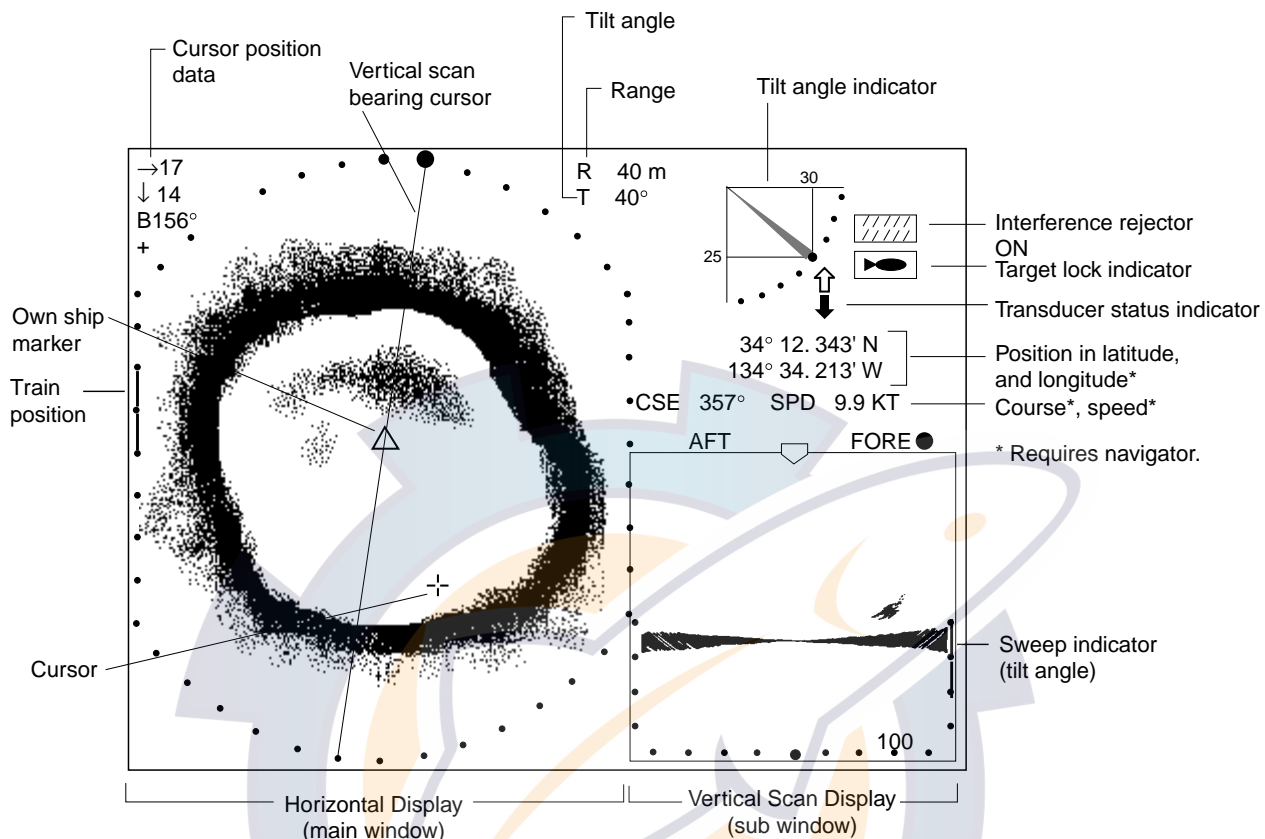 Tilt angle
Cursor position
data
Vertical scan
bearing cursor
Range
Tilt angle indicator
→17
↓ 14
B156°
+
R 40 m
T 40°
30
25
Interference rejector
ON
Target lock indicator
Transducer status indicator
Own ship
marker
Train
position
34° 12. 343' N
134° 34. 213' W
Position in latitude,
and longitude*
CSE 357° SPD 9.9 KT
Course*, speed*
AFT FORE
* Requires navigator.
Cursor
Sweep indicator
(tilt angle)
100
Horizontal Display
(main window)
Vertical Scan Display
(sub window)